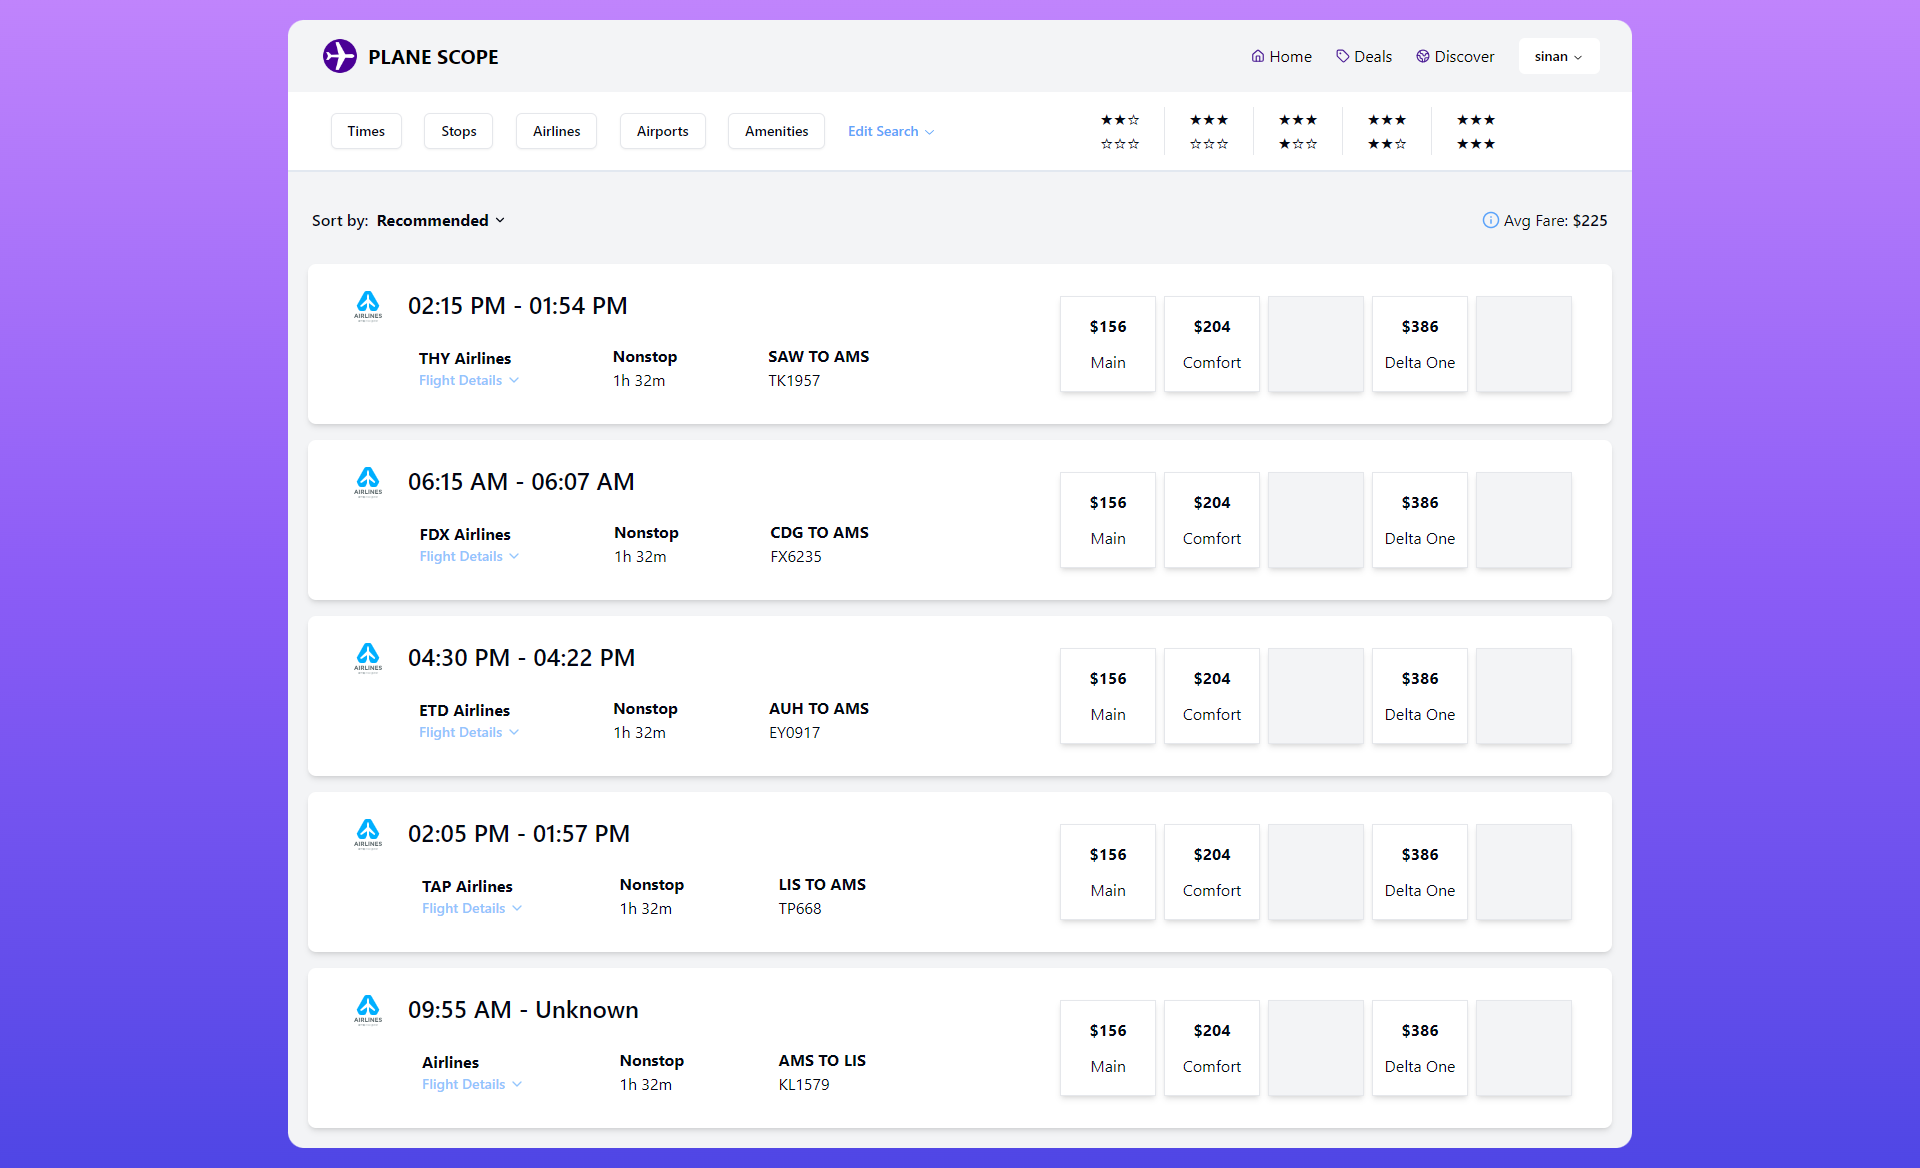 PLANE SCOPE
Home Deals Discover sinan
Times Stops Airlines Airports Amenities Edit Search
★★☆ ★★★ ★★★ ★★★ ★★★
☆☆☆ ☆☆☆ ★☆☆ ★★☆ ★★★
Sort by: Recommended
Avg Fare: $225
AIRLINES
02:15 PM - 01:54 PM
THY Airlines
Flight Details
Nonstop
1h 32m
SAW TO AMS
TK1957
$156
Main
$204
Comfort
$386
Delta One
AIRLINES
06:15 AM - 06:07 AM
FDX Airlines
Flight Details
Nonstop
1h 32m
CDG TO AMS
FX6235
$156
Main
$204
Comfort
$386
Delta One
AIRLINES
04:30 PM - 04:22 PM
ETD Airlines
Flight Details
Nonstop
1h 32m
AUH TO AMS
EY0917
$156
Main
$204
Comfort
$386
Delta One
AIRLINES
02:05 PM - 01:57 PM
TAP Airlines
Flight Details
Nonstop
1h 32m
LIS TO AMS
TP668
$156
Main
$204
Comfort
$386
Delta One
AIRLINES
09:55 AM - Unknown
Airlines
Flight Details
Nonstop
1h 32m
AMS TO LIS
KL1579
$156
Main
$204
Comfort
$386
Delta One